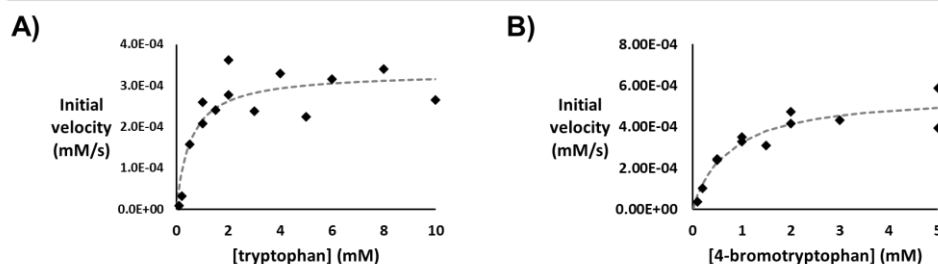 A)
4.0E-04
3.0E-04
2.0E-04
1.0E-04
0.0E+00
Initial
velocity
(mM/s)
0 2 4 6 8 10
[tryptophan] (mM)
B)
8.00E-04
6.00E-04
4.00E-04
2.00E-04
0.00E+00
Initial
velocity
(mM/s)
0 1 2 3 4 5
[4-bromotryptophan] (mM)